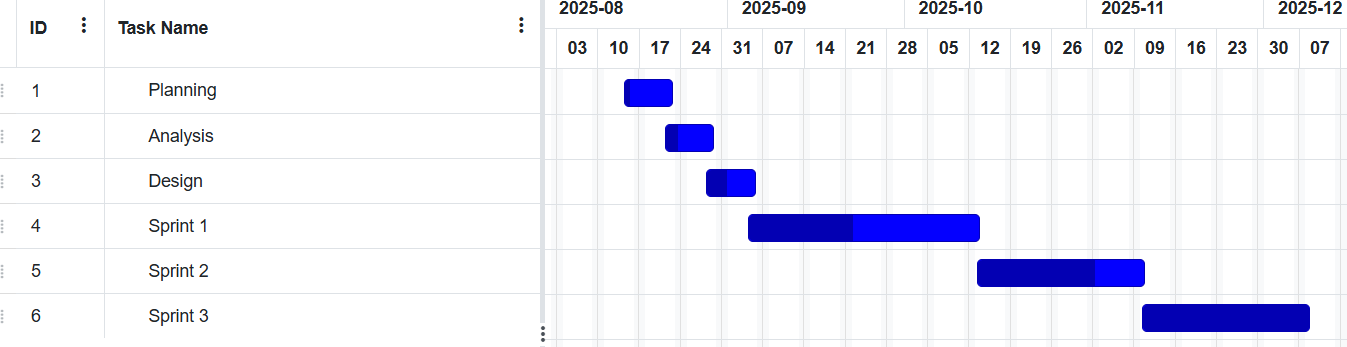 2025-08 2025-09 2025-10 2025-11 2025-12
ID Task Name
03 10 17 24 31 07 14 21 28 05 12 19 26 02 09 16 23 30 07
1 Planning
2 Analysis
3 Design
4 Sprint 1
5 Sprint 2
6 Sprint 3